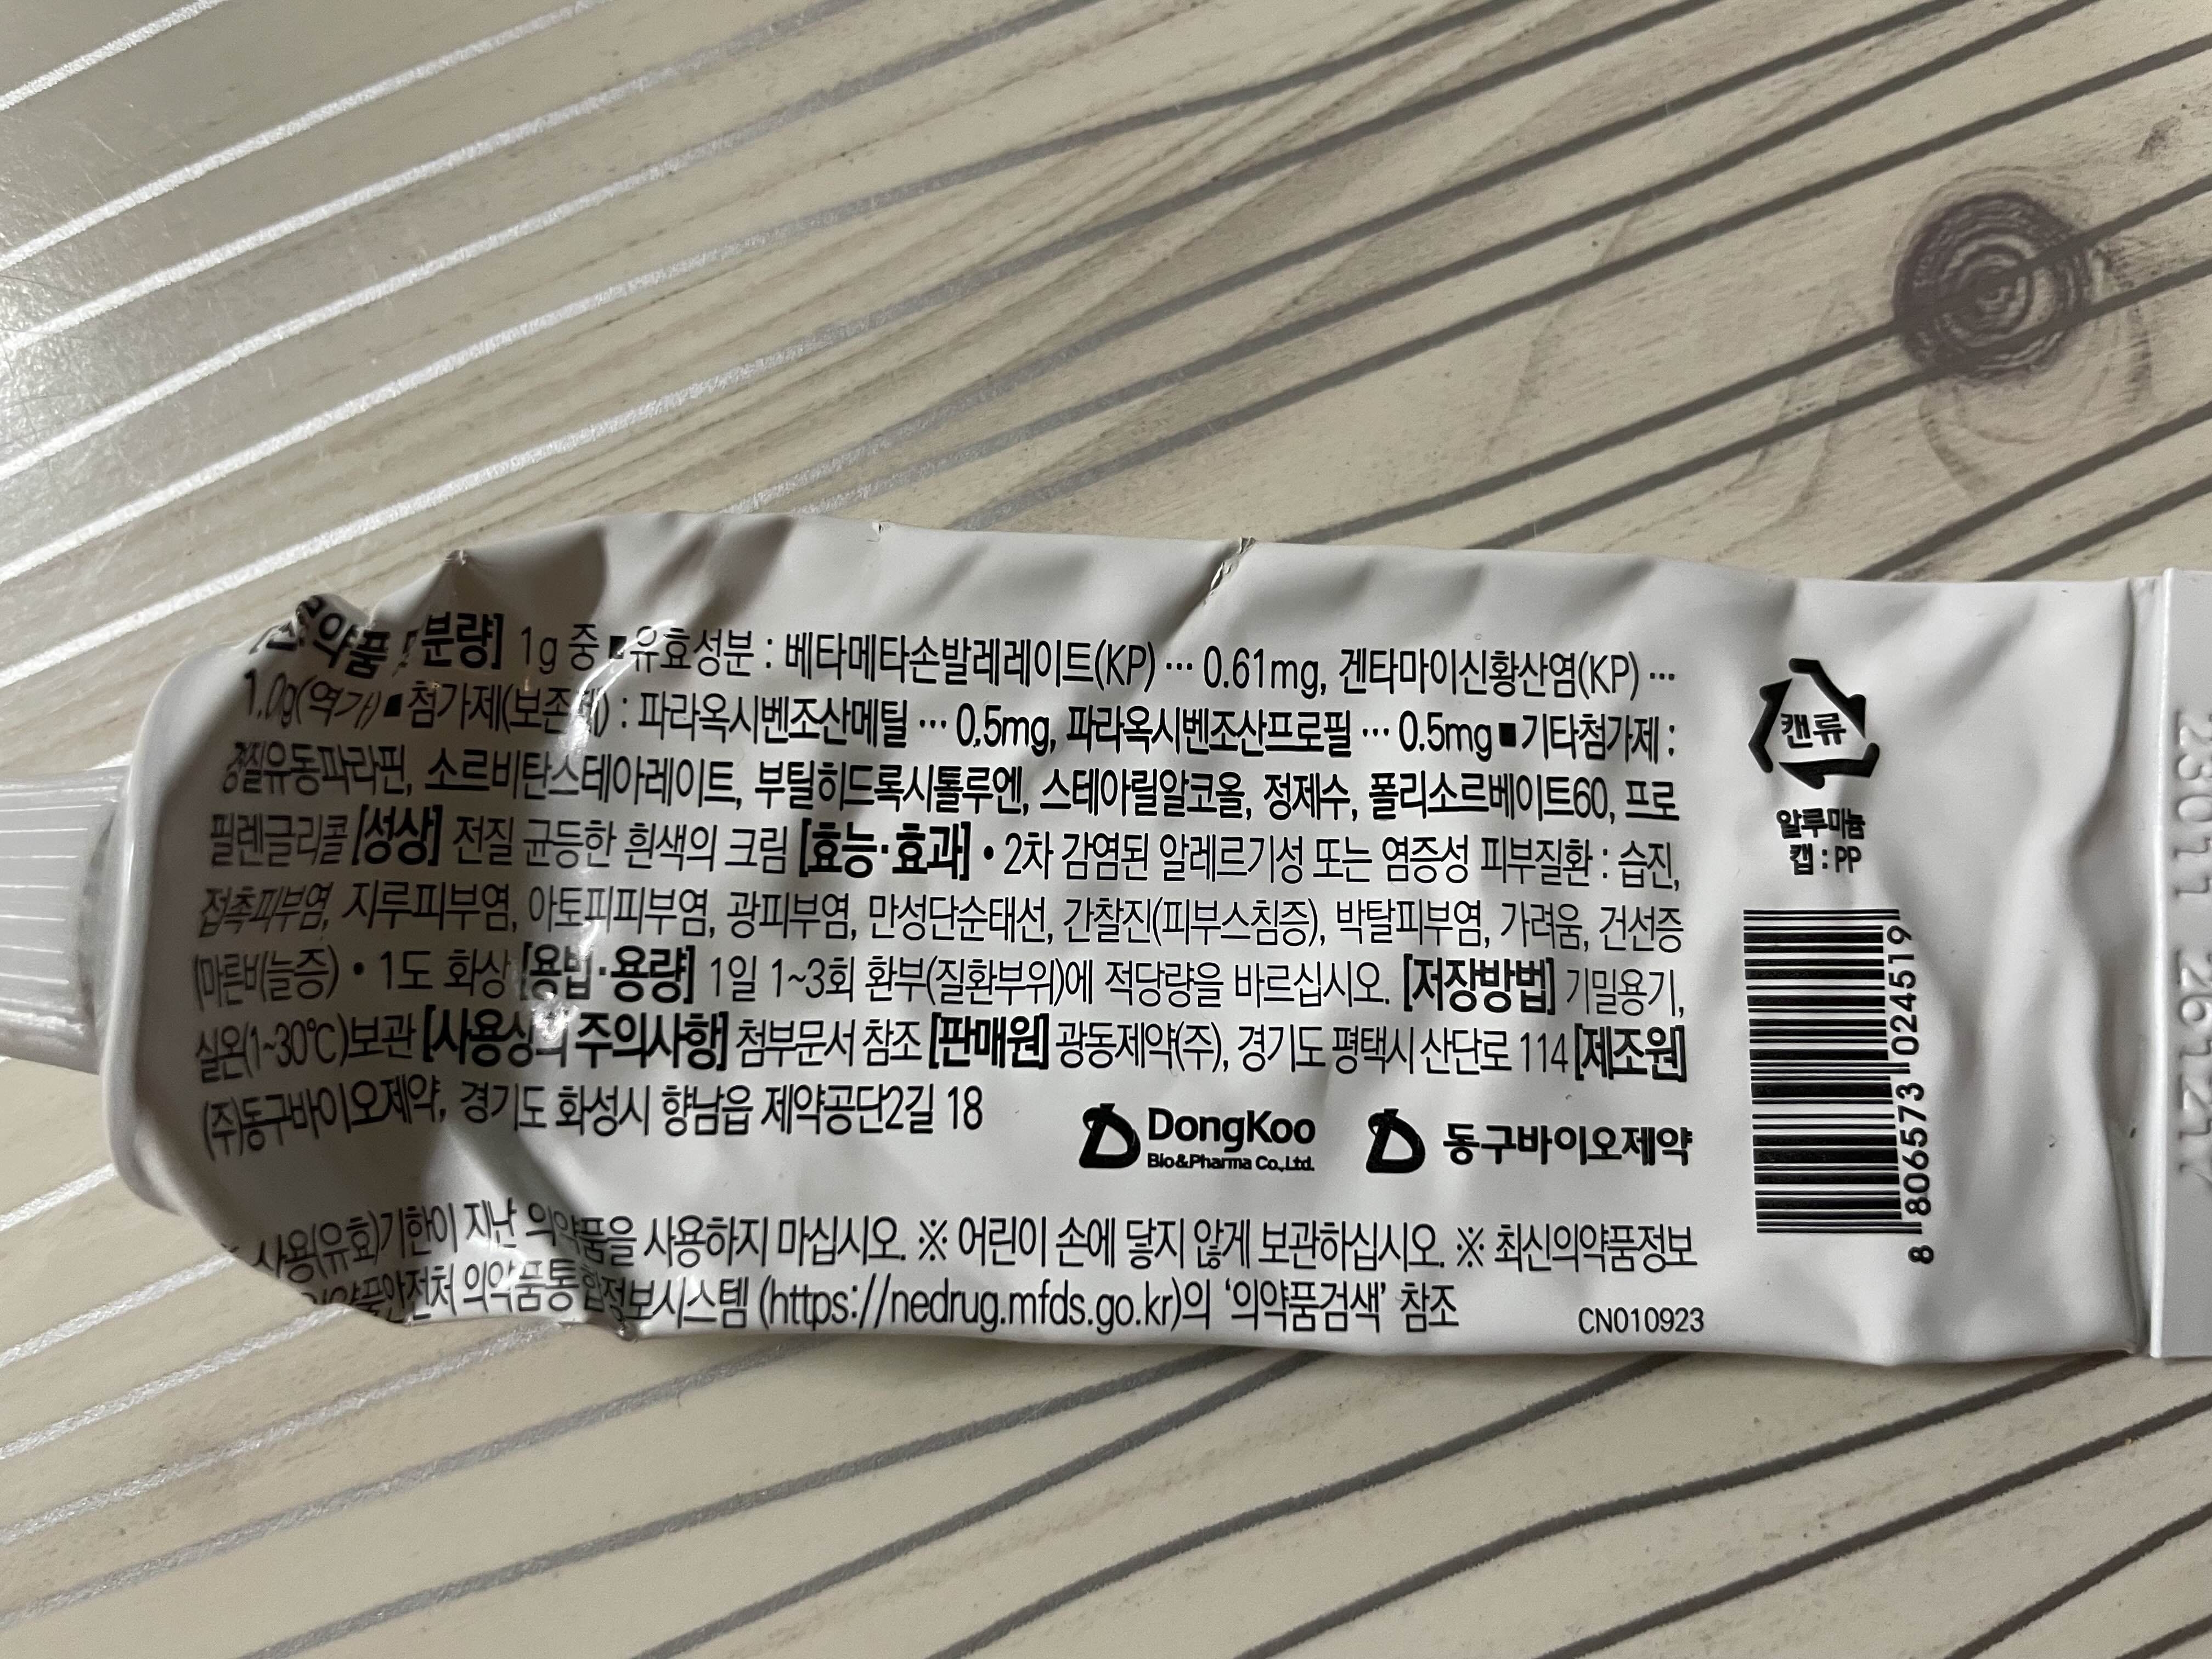 약품 분량] 1g 중 ■유효성분 : 베타메타손발레레이트(KP) ··· 0.61mg, 겐타마이신황산염(KP) ···
1.0g(역가) ■첨가제(보존제) : 파라옥시벤조산메틸 ··· 0.5mg, 파라옥시벤조산프로필 ··· 0.5mg ■기타첨가제 :
경질유동파라핀, 소르비탄스테아레이트, 부틸히드록시톨루엔, 스테아릴알코올, 정제수, 폴리소르베이트60, 프로
필렌글리콜 [성상] 전질 균등한 흰색의 크림 [효능·효과] • 2차 감염된 알레르기성 또는 염증성 피부질환 : 습진,
접촉피부염, 지루피부염, 아토피피부염, 광피부염, 만성단순태선, 간찰진(피부스침증), 박탈피부염, 가려움, 건선증
(마른비늘증) • 1도 화상 [용법·용량] 1일 1~3회 환부(질환부위)에 적당량을 바르십시오. [저장방법] 기밀용기,
실온(1~30℃)보관 [사용상의 주의사항] 첨부문서 참조 [판매원] 광동제약(주), 경기도 평택시 산단로 114 [제조원]
(주)동구바이오제약, 경기도 화성시 향남읍 제약공단2길 18
DongKoo
Bio&Pharma Co.,Ltd.
동구바이오제약
사용(유효)기한이 지난 의약품을 사용하지 마십시오. ※ 어린이 손에 닿지 않게 보관하십시오. ※ 최신의약품정보
의약품통합정보시스템 (https://nedrug.mfds.go.kr)의 '의약품검색' 참조
CN010923
캔류
알루미늄
캡 : PP
8 806573 024519